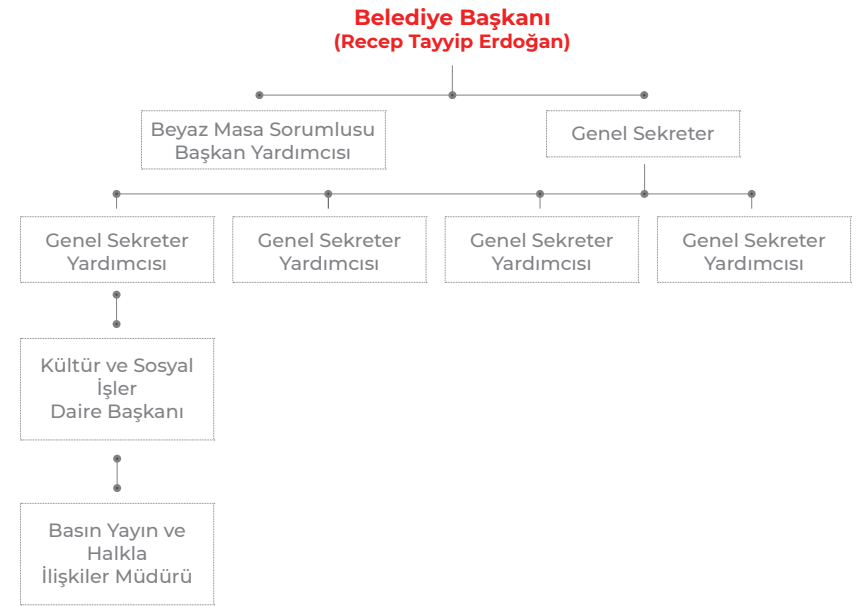 Belediye Başkanı
(Recep Tayyip Erdoğan)
Beyaz Masa Sorumlusu
Başkan Yardımcısı
Genel Sekreter
Genel Sekreter
Yardımcısı
Genel Sekreter
Yardımcısı
Genel Sekreter
Yardımcısı
Genel Sekreter
Yardımcısı
Kültür ve Sosyal
İşler
Daire Başkanı
Basın Yayın ve
Halkla
İlişkiler Müdürü